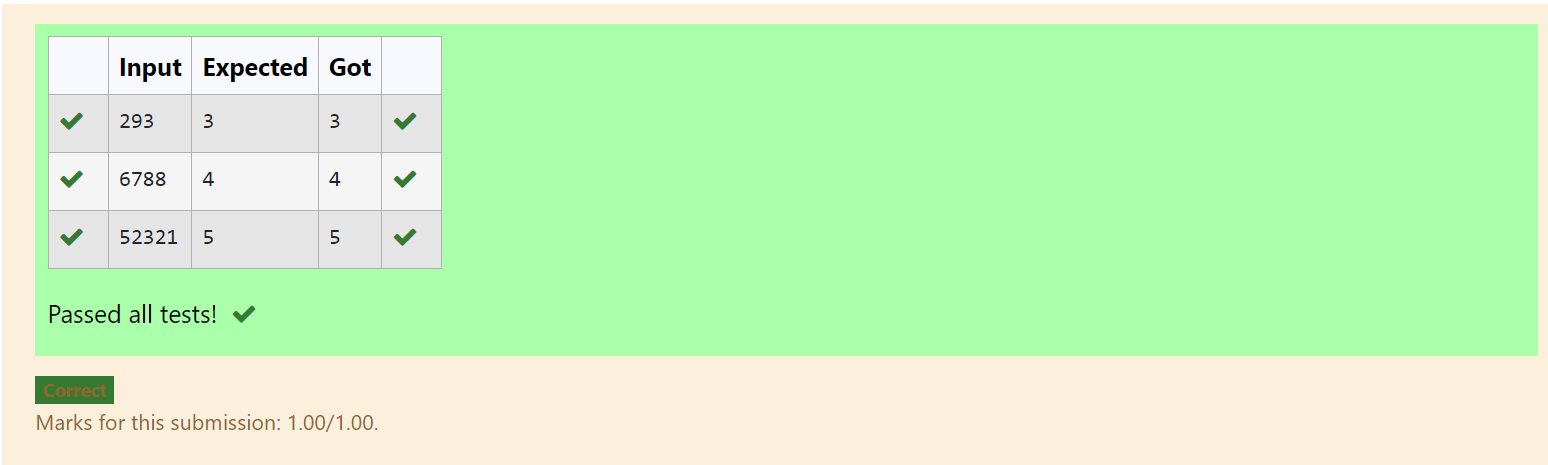 Input Expected Got
293 3 3
6788 4 4
52321 5 5
Passed all tests!
Correct
Marks for this submission: 1.00/1.00.